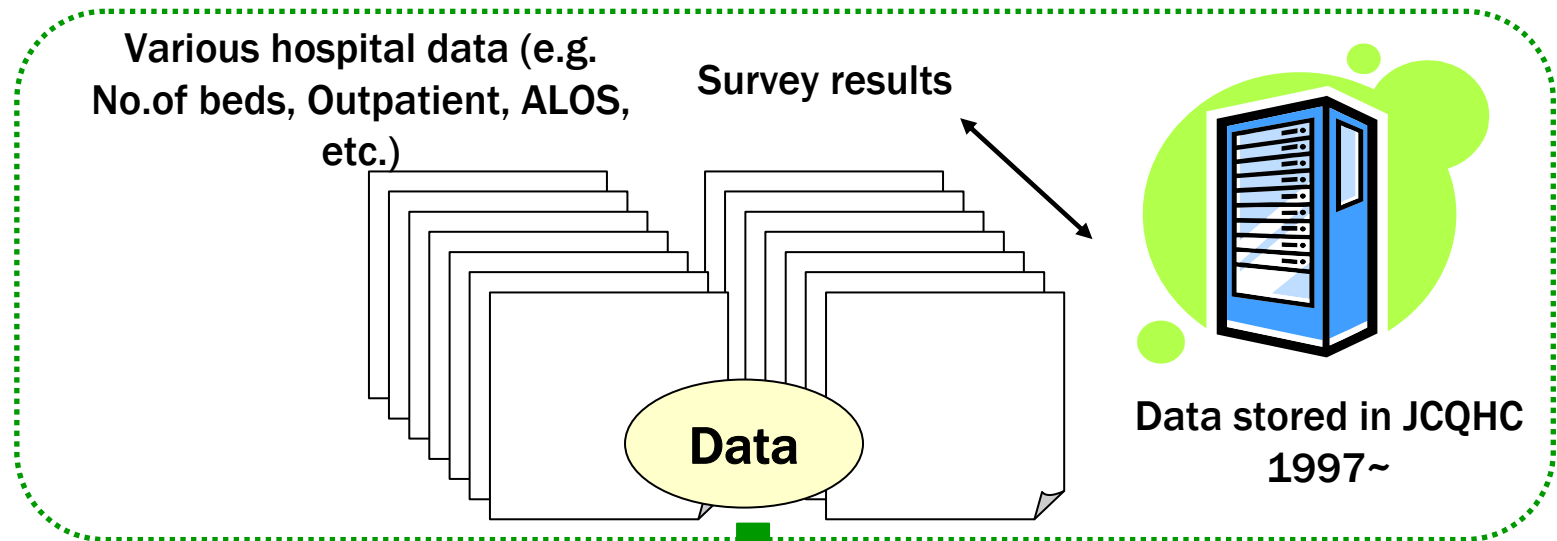 Various hospital data (e.g.
No.of beds, Outpatient, ALOS,
etc.)
Survey results
Data
Data stored in JCQHC
1997~